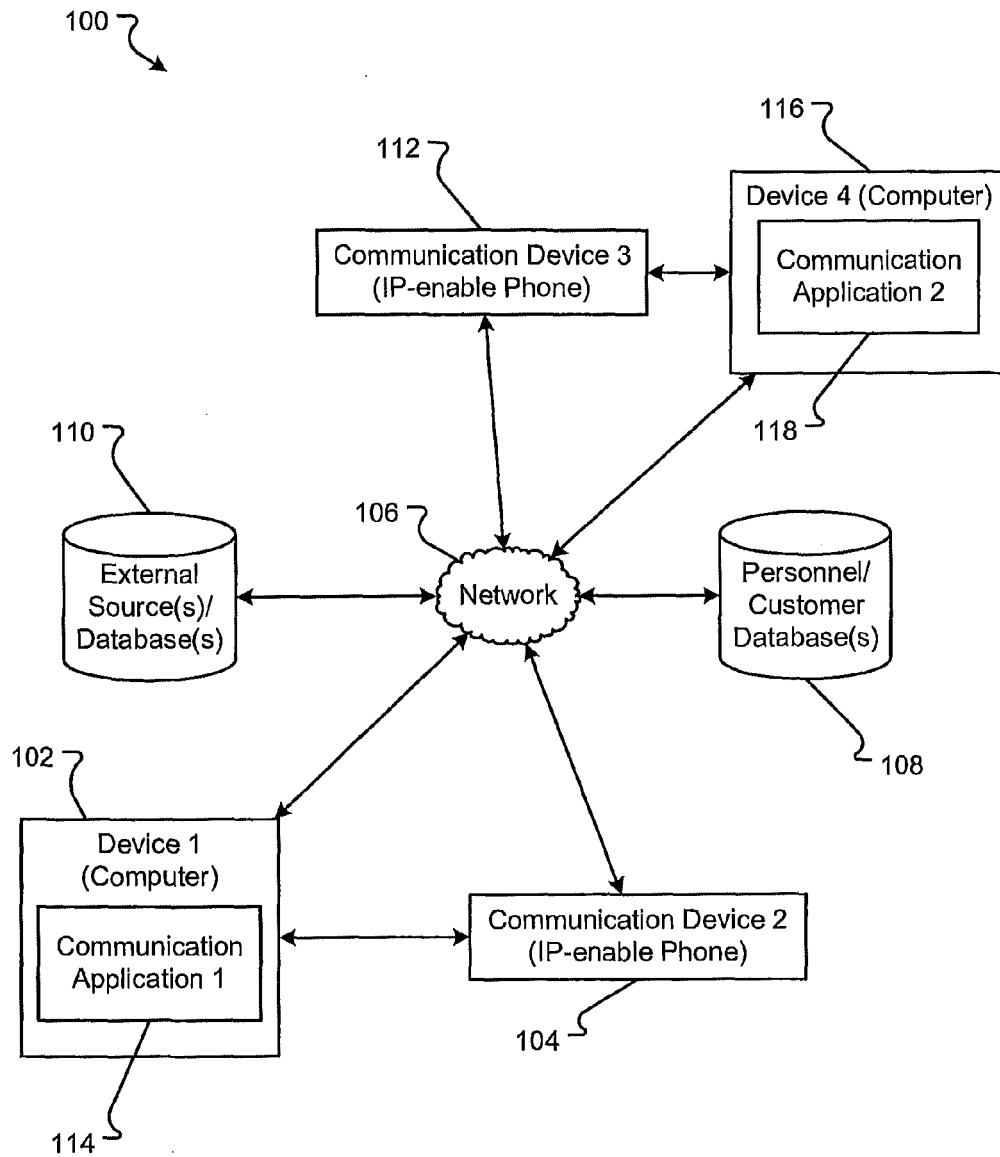 100
116
112
Device 4 (Computer)
Communication
Application 2
Communication Device 3
(IP-enable Phone)
118
110
106
External
Source(s)/
Database(s)
Network
Personnel/
Customer
Database(s)
102
108
Device 1
(Computer)
Communication
Application 1
Communication Device 2
(IP-enable Phone)
104
114